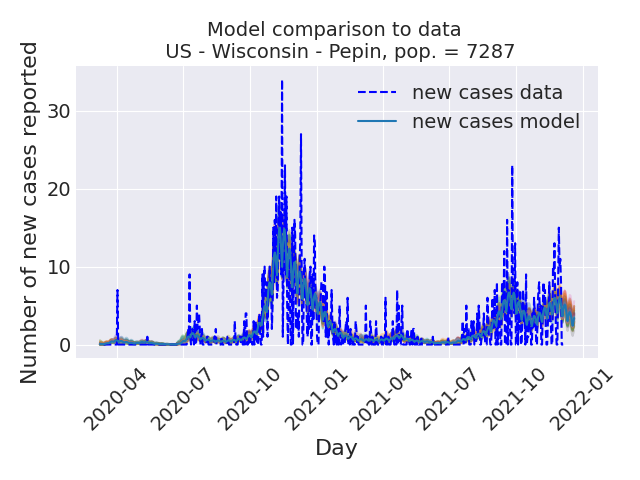 Model comparison to data
US - Wisconsin - Pepin, pop. = 7287
Number of new cases reported
30
20
10
0
new cases data
new cases model
2020-04
2020-07
2020-10
2021-01
2021-04
2021-07
2021-10
2022-01
Day